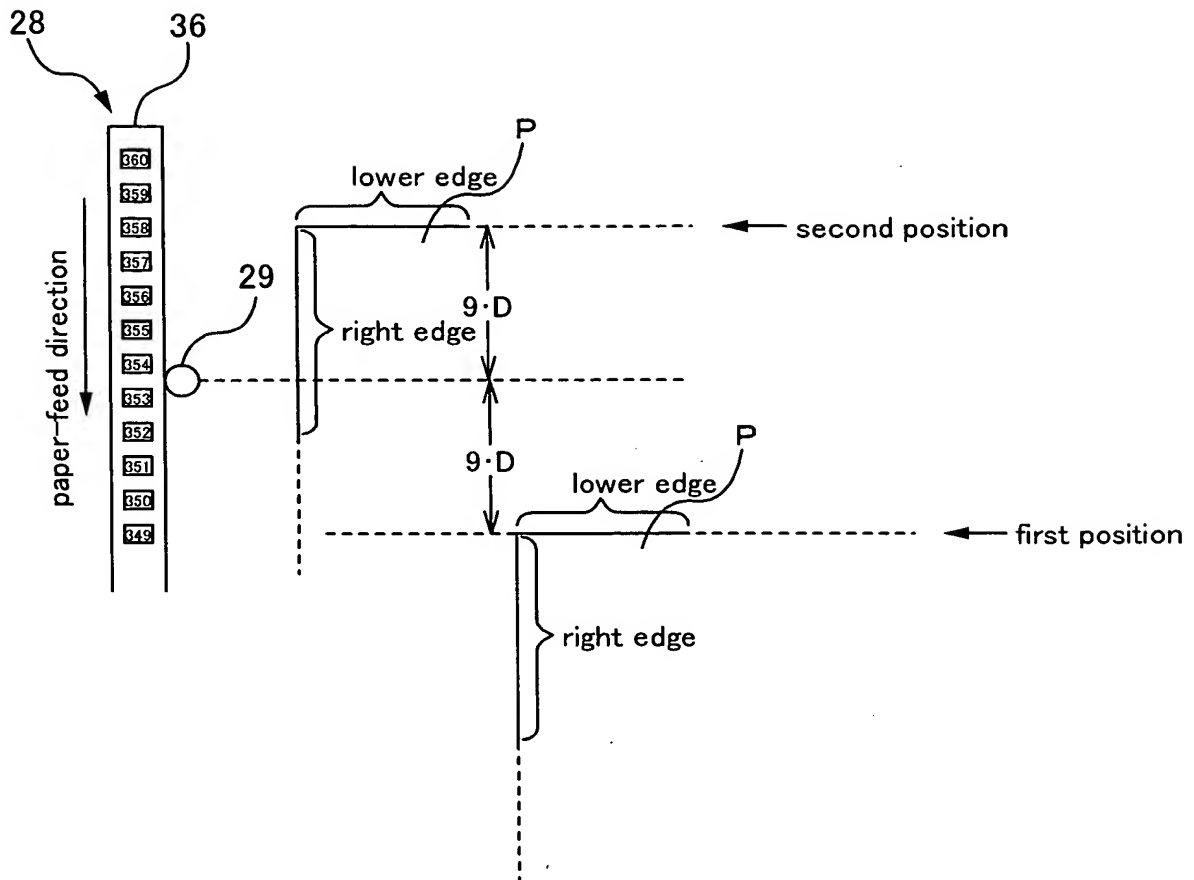 28
36
P
360
lower edge
359
358
second position
357
29
356
9·D
355
right edge
354
paper-feed direction
353
352
P
351
9·D
lower edge
350
349
first position
right edge